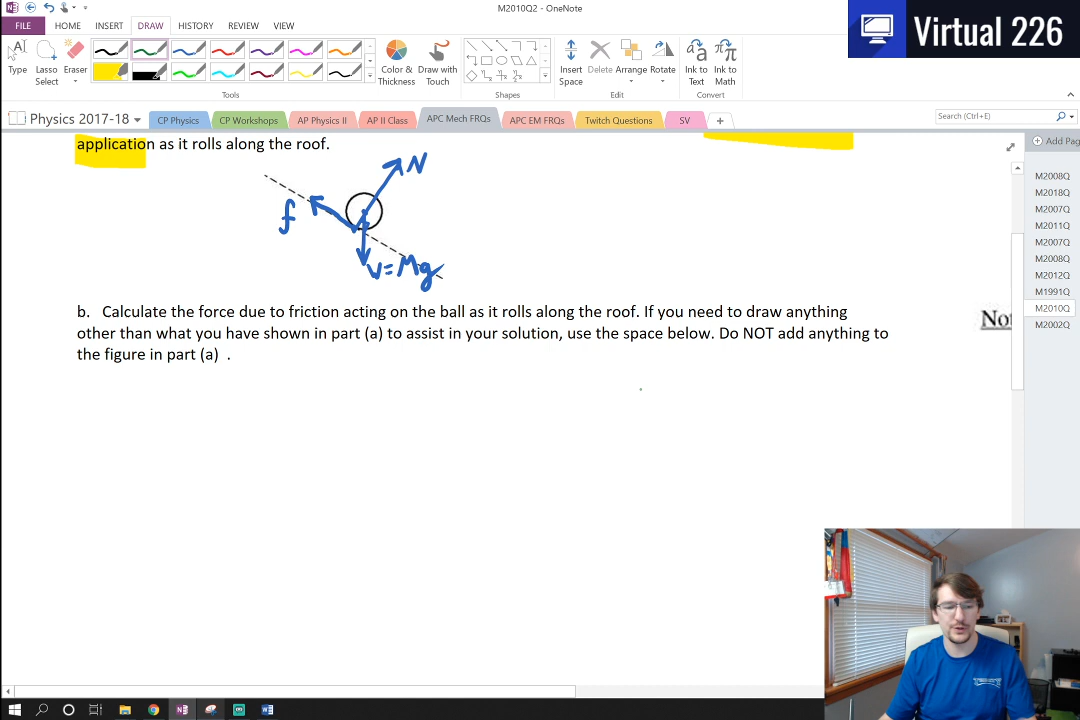 M2010Q2 - OneNote
Virtual 226
FILE HOME INSERT DRAW HISTORY REVIEW VIEW
Type Lasso Select Eraser Color & Thickness Draw with Touch Insert Space Delete Arrange Rotate Ink to Text Ink to Math
Tools Shapes Edit Convert
Physics 2017-18 CP Physics CP Workshops AP Physics II AP II Class APC Mech FRQs APC EM FRQs Twitch Questions SV Search (Ctrl+E)
application as it rolls along the roof.
N
f
V=Mg
b. Calculate the force due to friction acting on the ball as it rolls along the roof. If you need to draw anything
other than what you have shown in part (a) to assist in your solution, use the space below. Do NOT add anything to
the figure in part (a) .
Add Pag
M2008Q
M2018Q
M2007Q
M2011Q
M2007Q
M2008Q
M2012Q
M1991Q
M2010Q
M2002Q